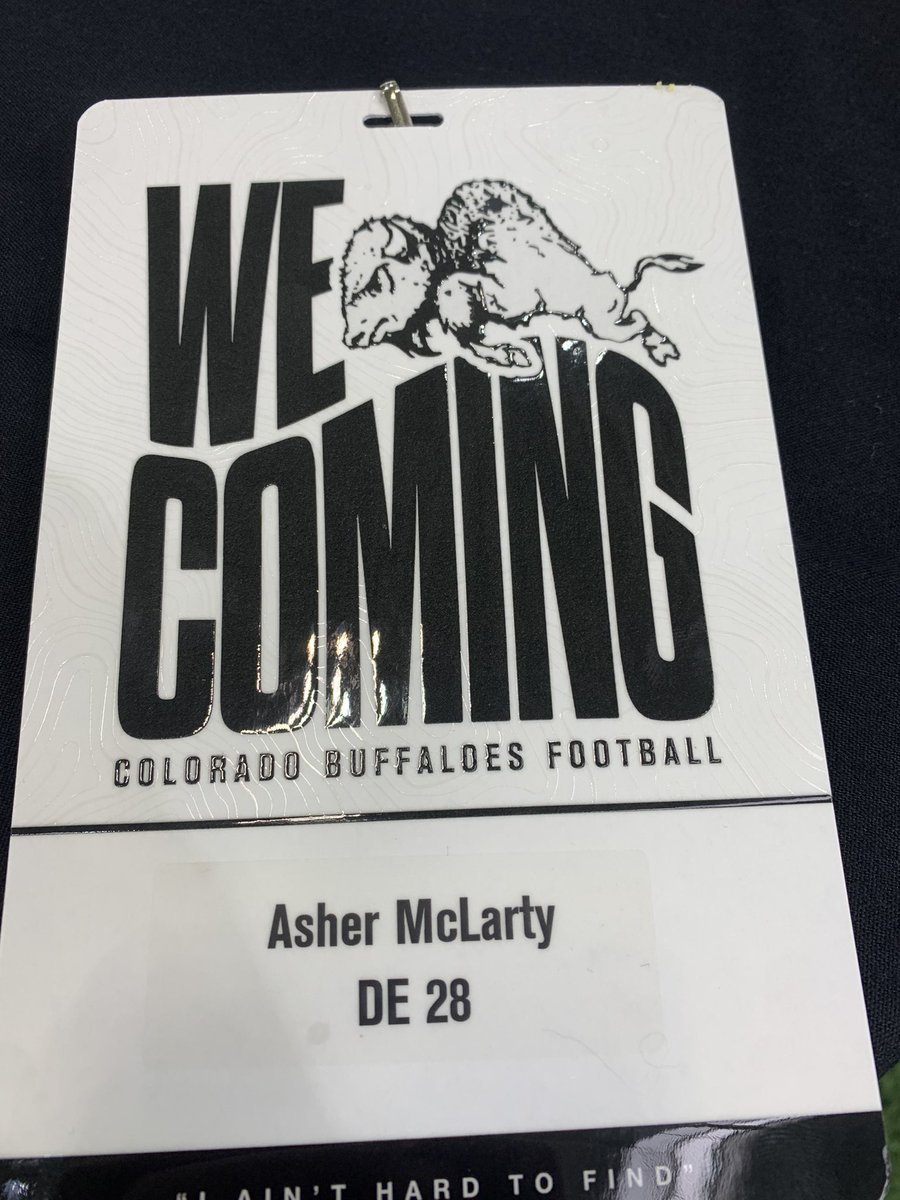 WE
COMING
COLORADO BUFFALOES FOOTBALL
Asher McLarty
DE 28
"I AIN'T HARD TO FIND"